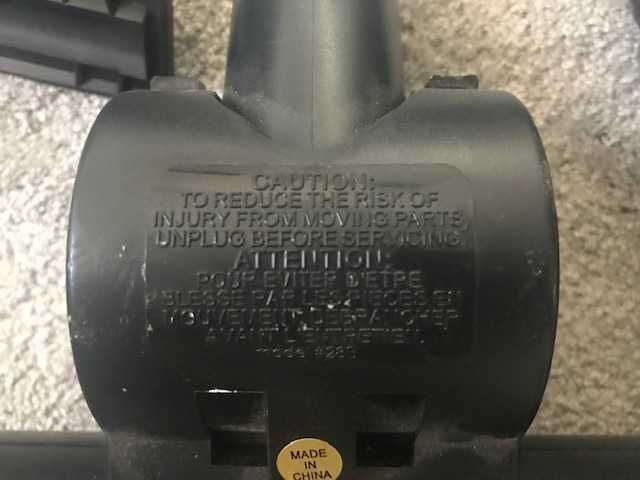 CAUTION:
TO REDUCE THE RISK OF
INJURY FROM MOVING PARTS,
UNPLUG BEFORE SERVICING.
ATTENTION:
POUR EVITER D'ETRE
BLESSE PAR LES PIECES EN
MOUVEMENT, DEBRANCHER
AVANT L'ENTRETIEN.
model
MADE
IN
CHINA